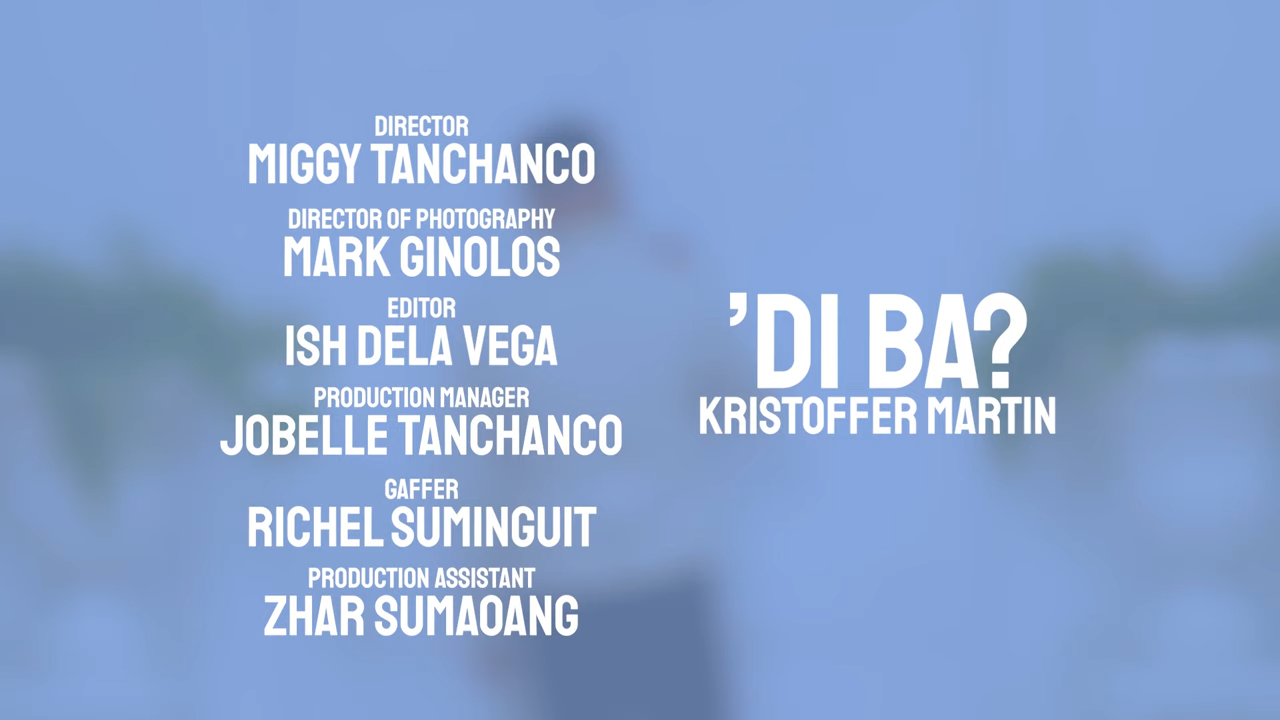 DIRECTOR
MIGGY TANCHANCO
DIRECTOR OF PHOTOGRAPHY
MARK GINOLOS
EDITOR
ISH DELA VEGA
PRODUCTION MANAGER
JOBELLE TANCHANCO
GAFFER
RICHEL SUMINGUIT
PRODUCTION ASSISTANT
ZHAR SUMAOANG
’DI BA?
KRISTOFFER MARTIN